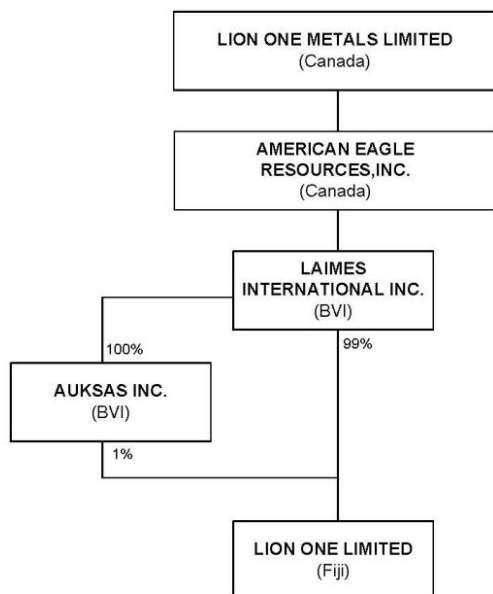 LION ONE METALS LIMITED
(Canada)
AMERICAN EAGLE
RESOURCES,INC.
(Canada)
LAIMES
INTERNATIONAL INC.
(BVI)
100%
99%
AUKSAS INC.
(BVI)
1%
LION ONE LIMITED
(Fiji)